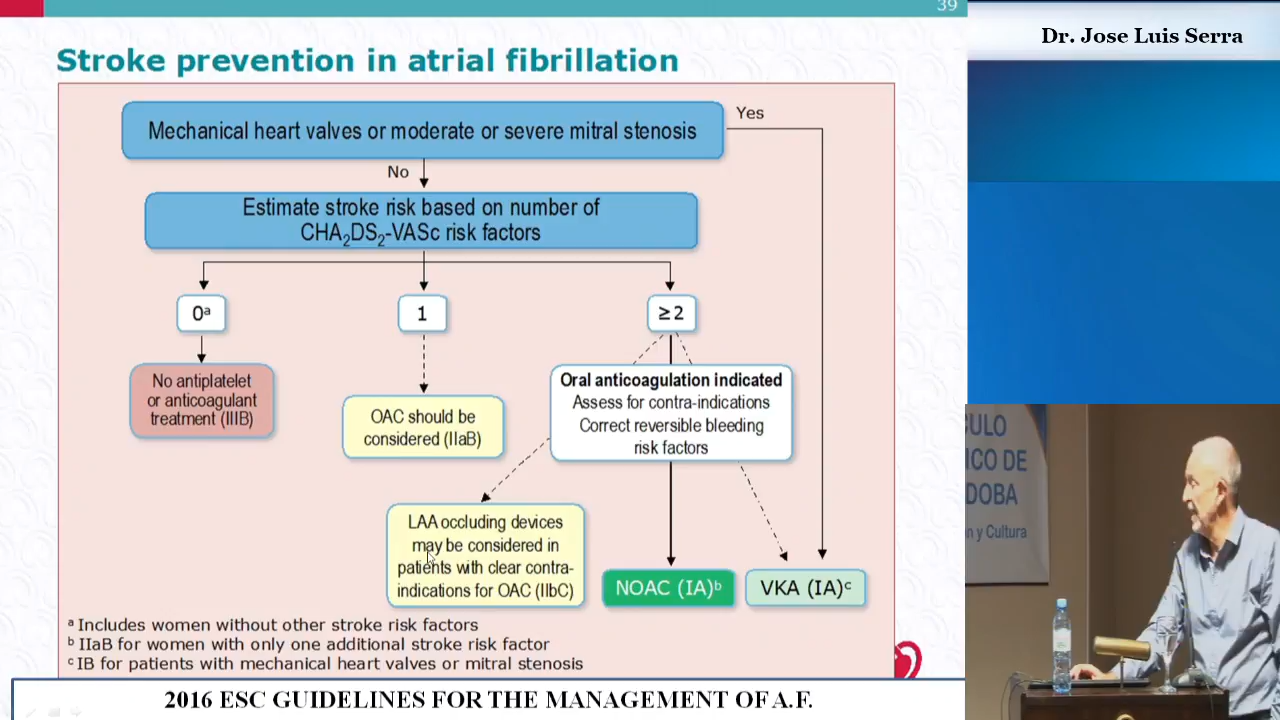 39
Dr. Jose Luis Serra
Stroke prevention in atrial fibrillation
Mechanical heart valves or moderate or severe mitral stenosis
Yes
No
Estimate stroke risk based on number of
CHA₂DS₂-VASc risk factors
0ᵃ
1
≥2
No antiplatelet
or anticoagulant
treatment (IIIB)
OAC should be
considered (IIaB)
Oral anticoagulation indicated
Assess for contra-indications
Correct reversible bleeding
risk factors
LAA occluding devices
may be considered in
patients with clear contra-
indications for OAC (IIbC)
NOAC (IA)ᵇ
VKA (IA)ᶜ
ᵃ Includes women without other stroke risk factors
ᵇ IIaB for women with only one additional stroke risk factor
ᶜ IB for patients with mechanical heart valves or mitral stenosis
2016 ESC GUIDELINES FOR THE MANAGEMENT OF A.F.
CULO
ICO DE
DOBA
n y Cultura